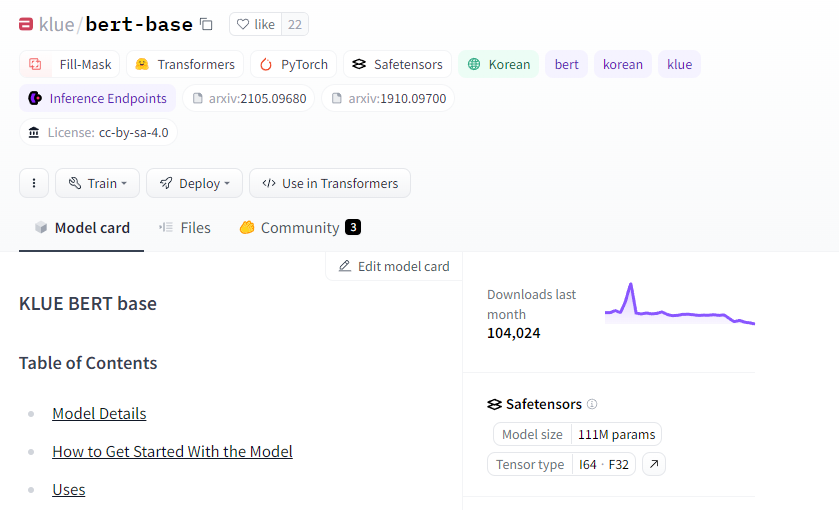 klue/bert-base like 22
Fill-Mask Transformers PyTorch Safetensors Korean bert korean klue
Inference Endpoints arxiv:2105.09680 arxiv:1910.09700
License: cc-by-sa-4.0
Train Deploy Use in Transformers
Model card Files Community 3
Edit model card
KLUE BERT base
Downloads last
month
104,024
Table of Contents
Model Details
How to Get Started With the Model
Uses
Safetensors
Model size 111M params
Tensor type I64 · F32